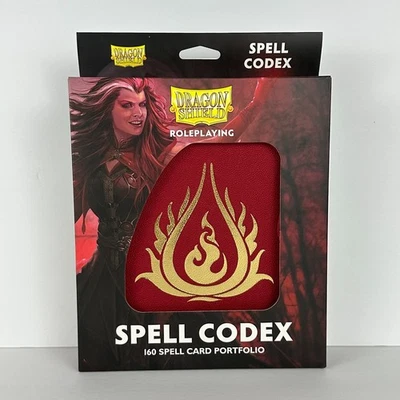 DRAGON
SHIELD
SPELL
CODEX
DRAGON
SHIELD
ROLEPLAYING
SPELL CODEX
160 SPELL CARD PORTFOLIO